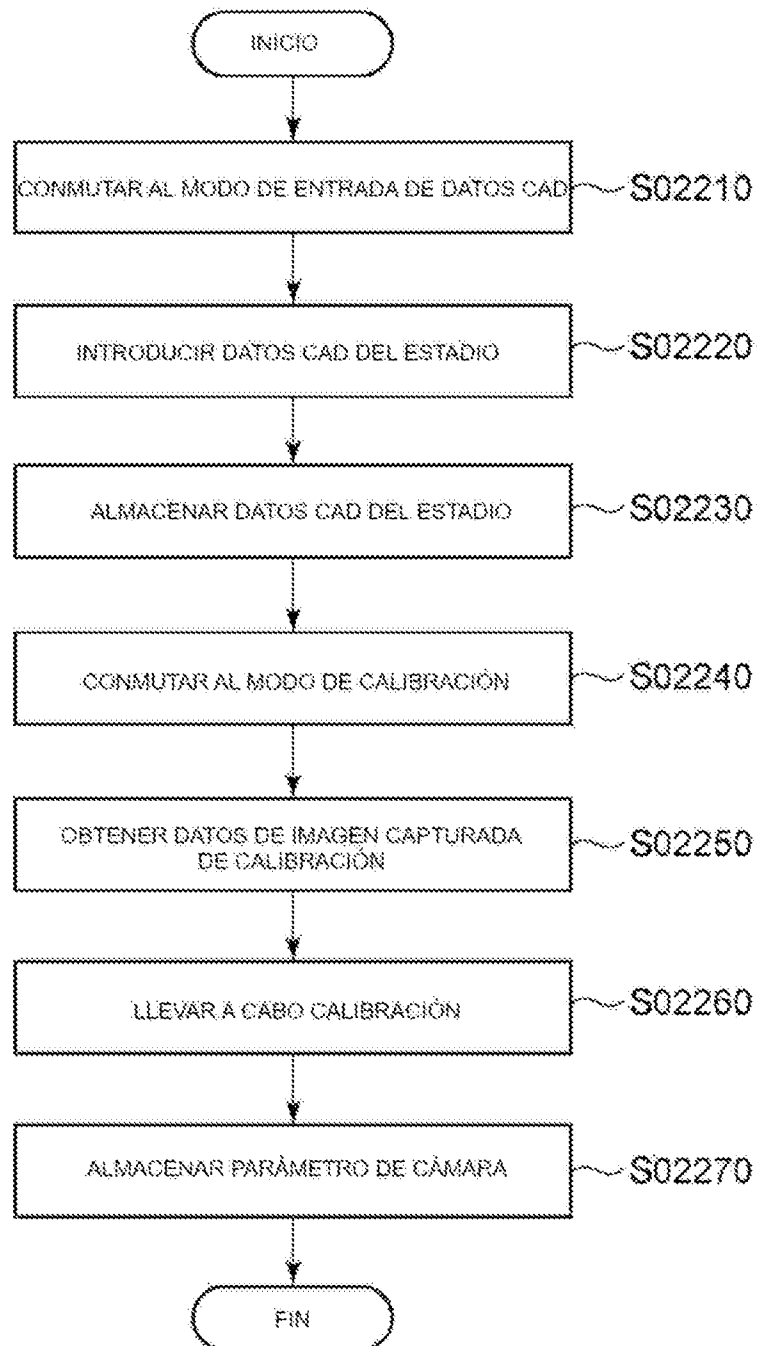 INICIO
CONMUTAR AL MODO DE ENTRADA DE DATOS CAD
S02210
INTRODUCIR DATOS CAD DEL ESTADIO
S02220
ALMACENAR DATOS CAD DEL ESTADIO
S02230
CONMUTAR AL MODO DE CALIBRACIÓN
S02240
OBTENER DATOS DE IMAGEN CAPTURADA
DE CALIBRACIÓN
S02250
LLEVAR A CABO CALIBRACIÓN
S02260
ALMACENAR PARÁMETRO DE CÁMARA
S02270
FIN